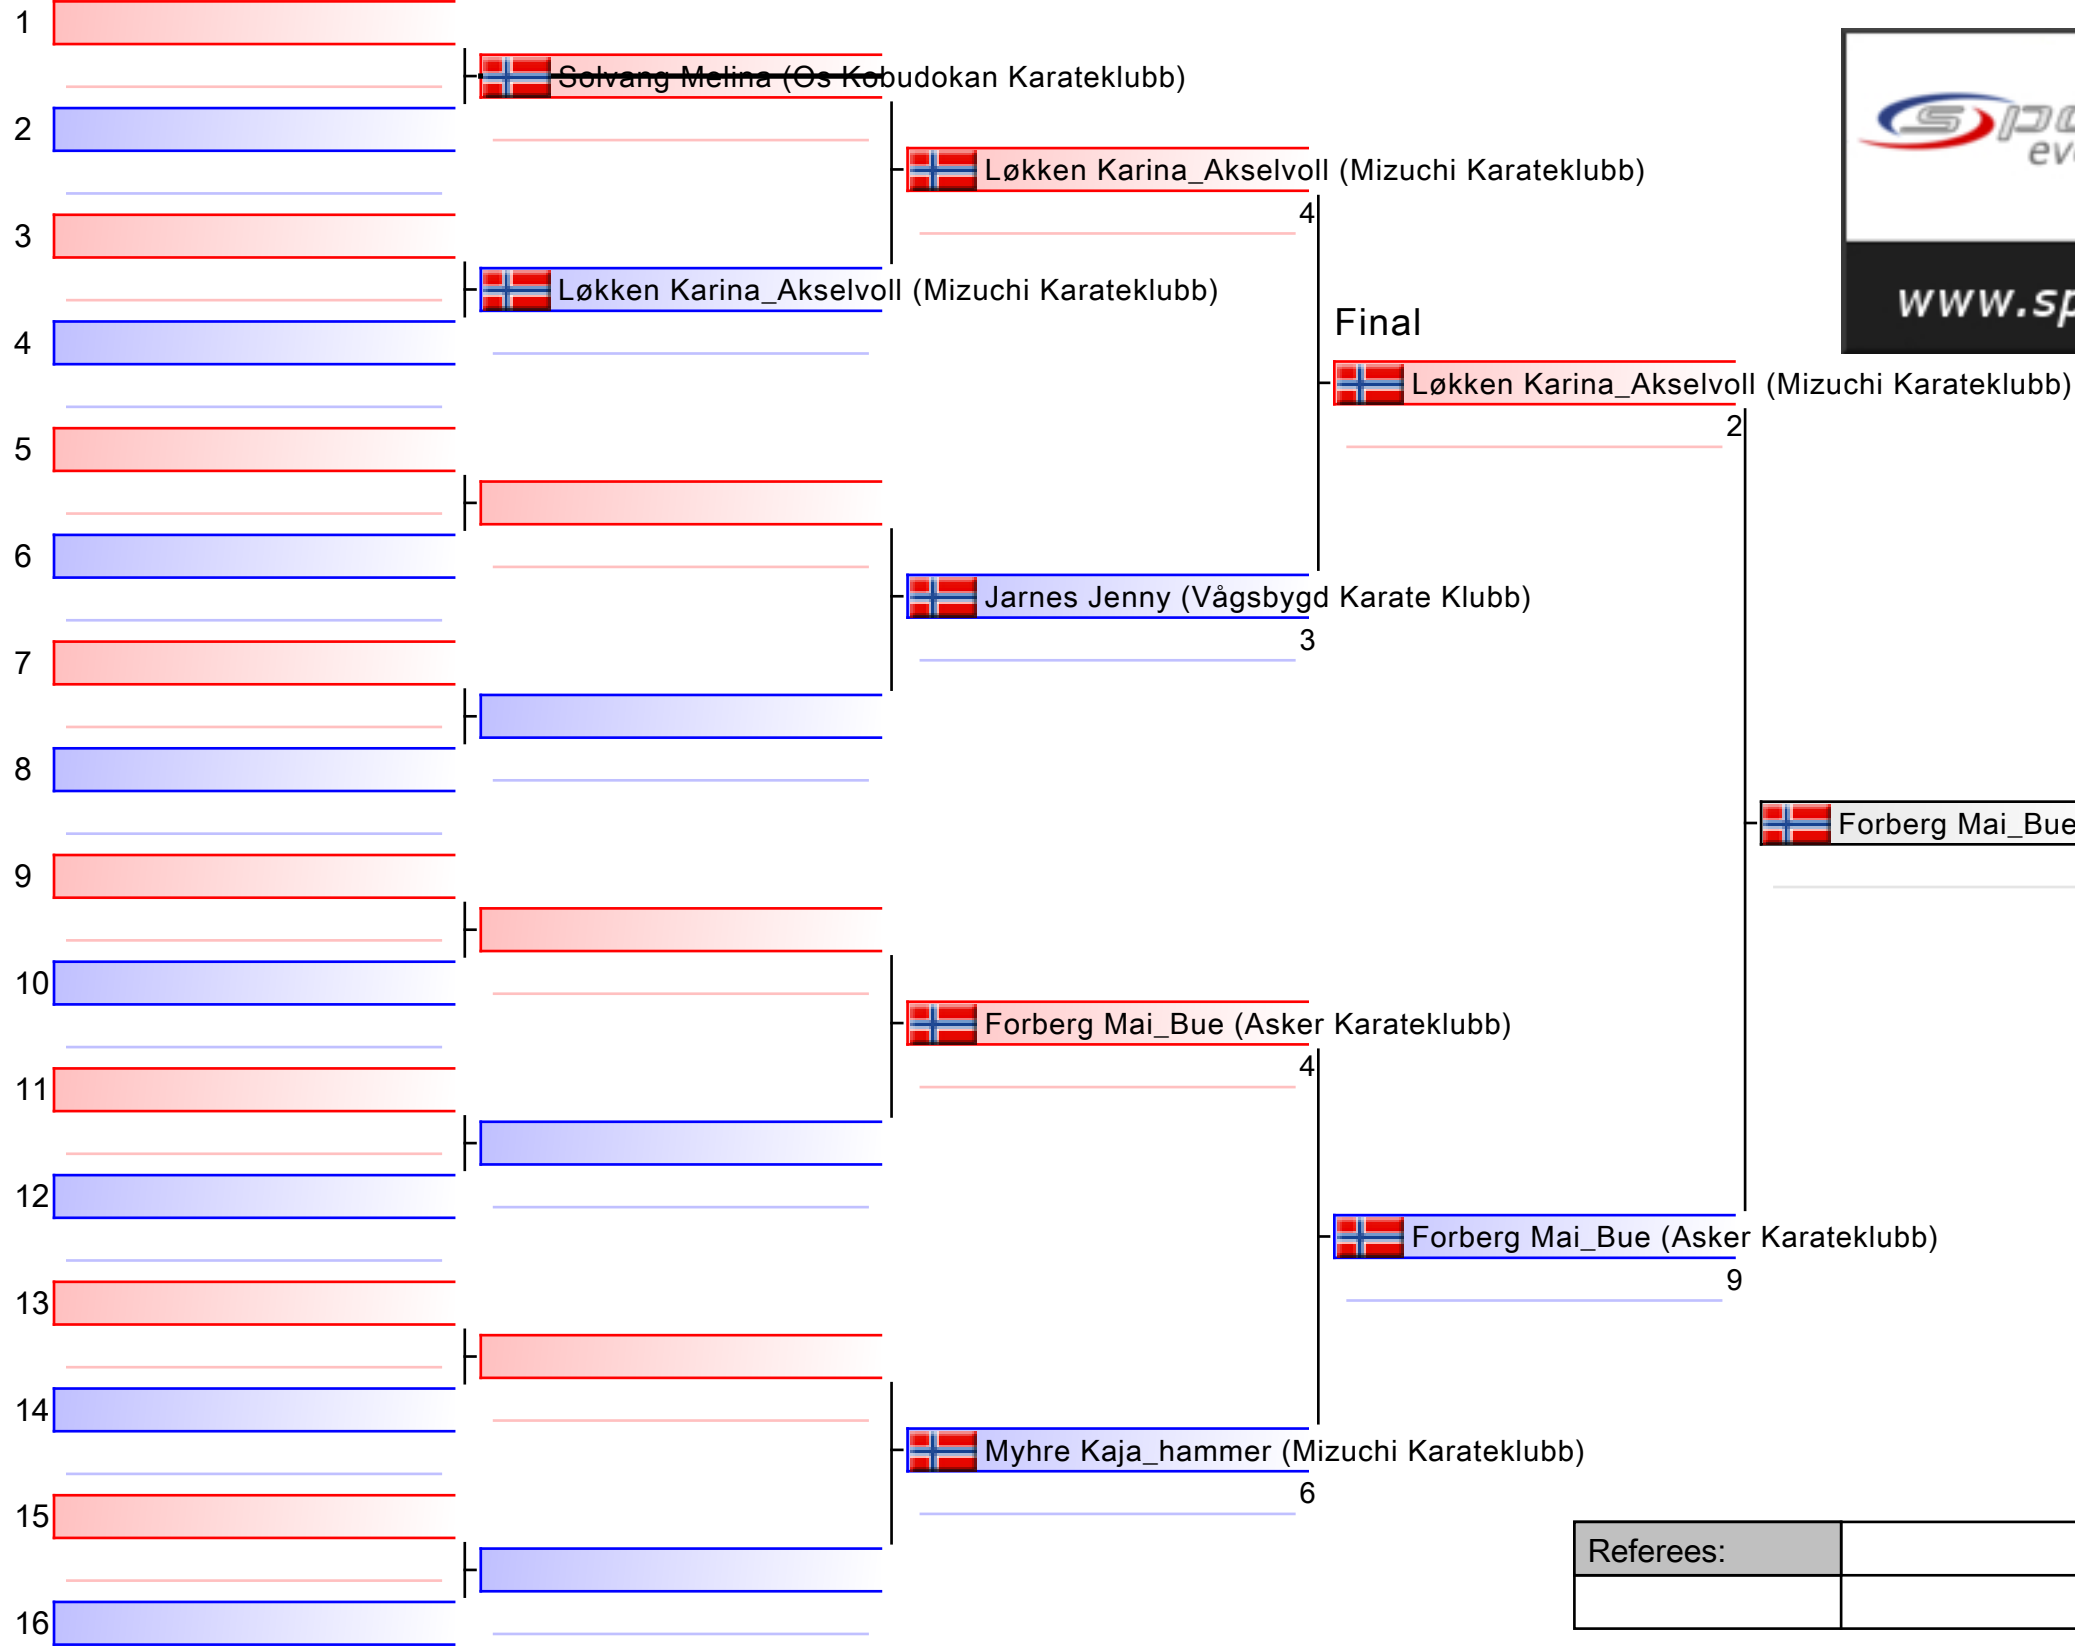 1
Solvang Melina (Os Kobudokan Karateklubb)
2
Løkken Karina_Akselvoll (Mizuchi Karateklubb)
4
3
Løkken Karina_Akselvoll (Mizuchi Karateklubb)
www.sp
Final
4
Løkken Karina_Akselvoll (Mizuchi Karateklubb)
2
5
6
Jarnes Jenny (Vågsbygd Karate Klubb)
3
7
8
Forberg Mai_Bue
9
10
Forberg Mai_Bue (Asker Karateklubb)
4
11
12
Forberg Mai_Bue (Asker Karateklubb)
9
13
14
Myhre Kaja_hammer (Mizuchi Karateklubb)
6
15
Referees:
16